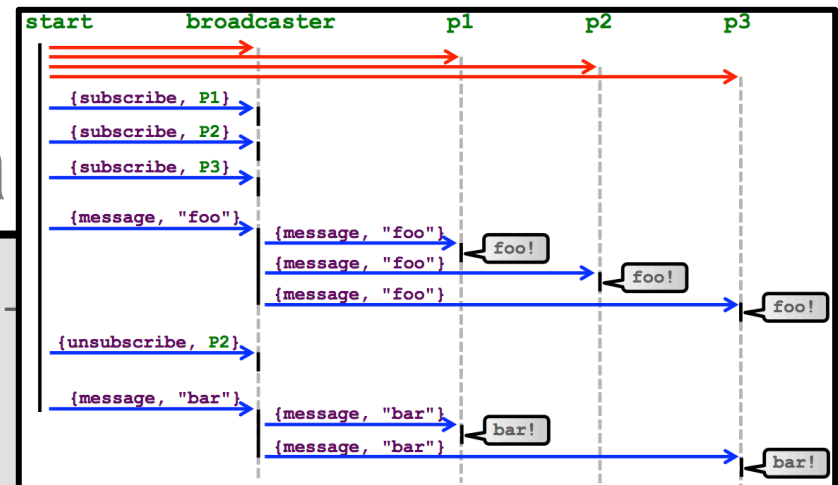 start broadcaster p1 p2 p3
{subscribe, P1}
{subscribe, P2}
{subscribe, P3}
{message, "foo"}
{message, "foo"}
foo!
{message, "foo"}
foo!
{message, "foo"}
foo!
{unsubscribe, P2}
{message, "bar"}
{message, "bar"}
bar!
{message, "bar"}
bar!